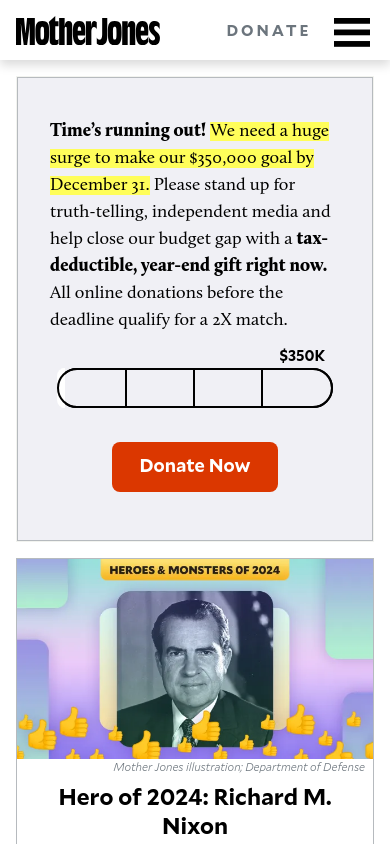 Mother Jones
DONATE
Time’s running out! We need a huge
surge to make our $350,000 goal by
December 31. Please stand up for
truth-telling, independent media and
help close our budget gap with a tax-
deductible, year-end gift right now.
All online donations before the
deadline qualify for a 2X match.
$350K
Donate Now
HEROES & MONSTERS OF 2024
Mother Jones illustration; Department of Defense
Hero of 2024: Richard M.
Nixon